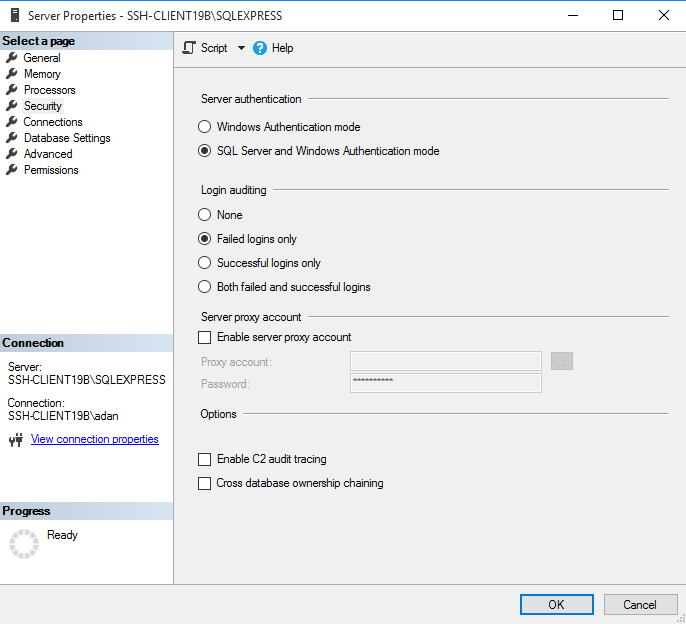 Server Properties - SSH-CLIENT19B\SQLEXPRESS
Select a page
General
Memory
Processors
Security
Connections
Database Settings
Advanced
Permissions
Connection
Server:
SSH-CLIENT19B\SQLEXPRESS
Connection:
SSH-CLIENT19B\adan
View connection properties
Progress
Ready
Script ? Help
Server authentication
Windows Authentication mode
SQL Server and Windows Authentication mode
Login auditing
None
Failed logins only
Successful logins only
Both failed and successful logins
Server proxy account
Enable server proxy account
Proxy account:
...
Password: **********
Options
Enable C2 audit tracing
Cross database ownership chaining
OK Cancel